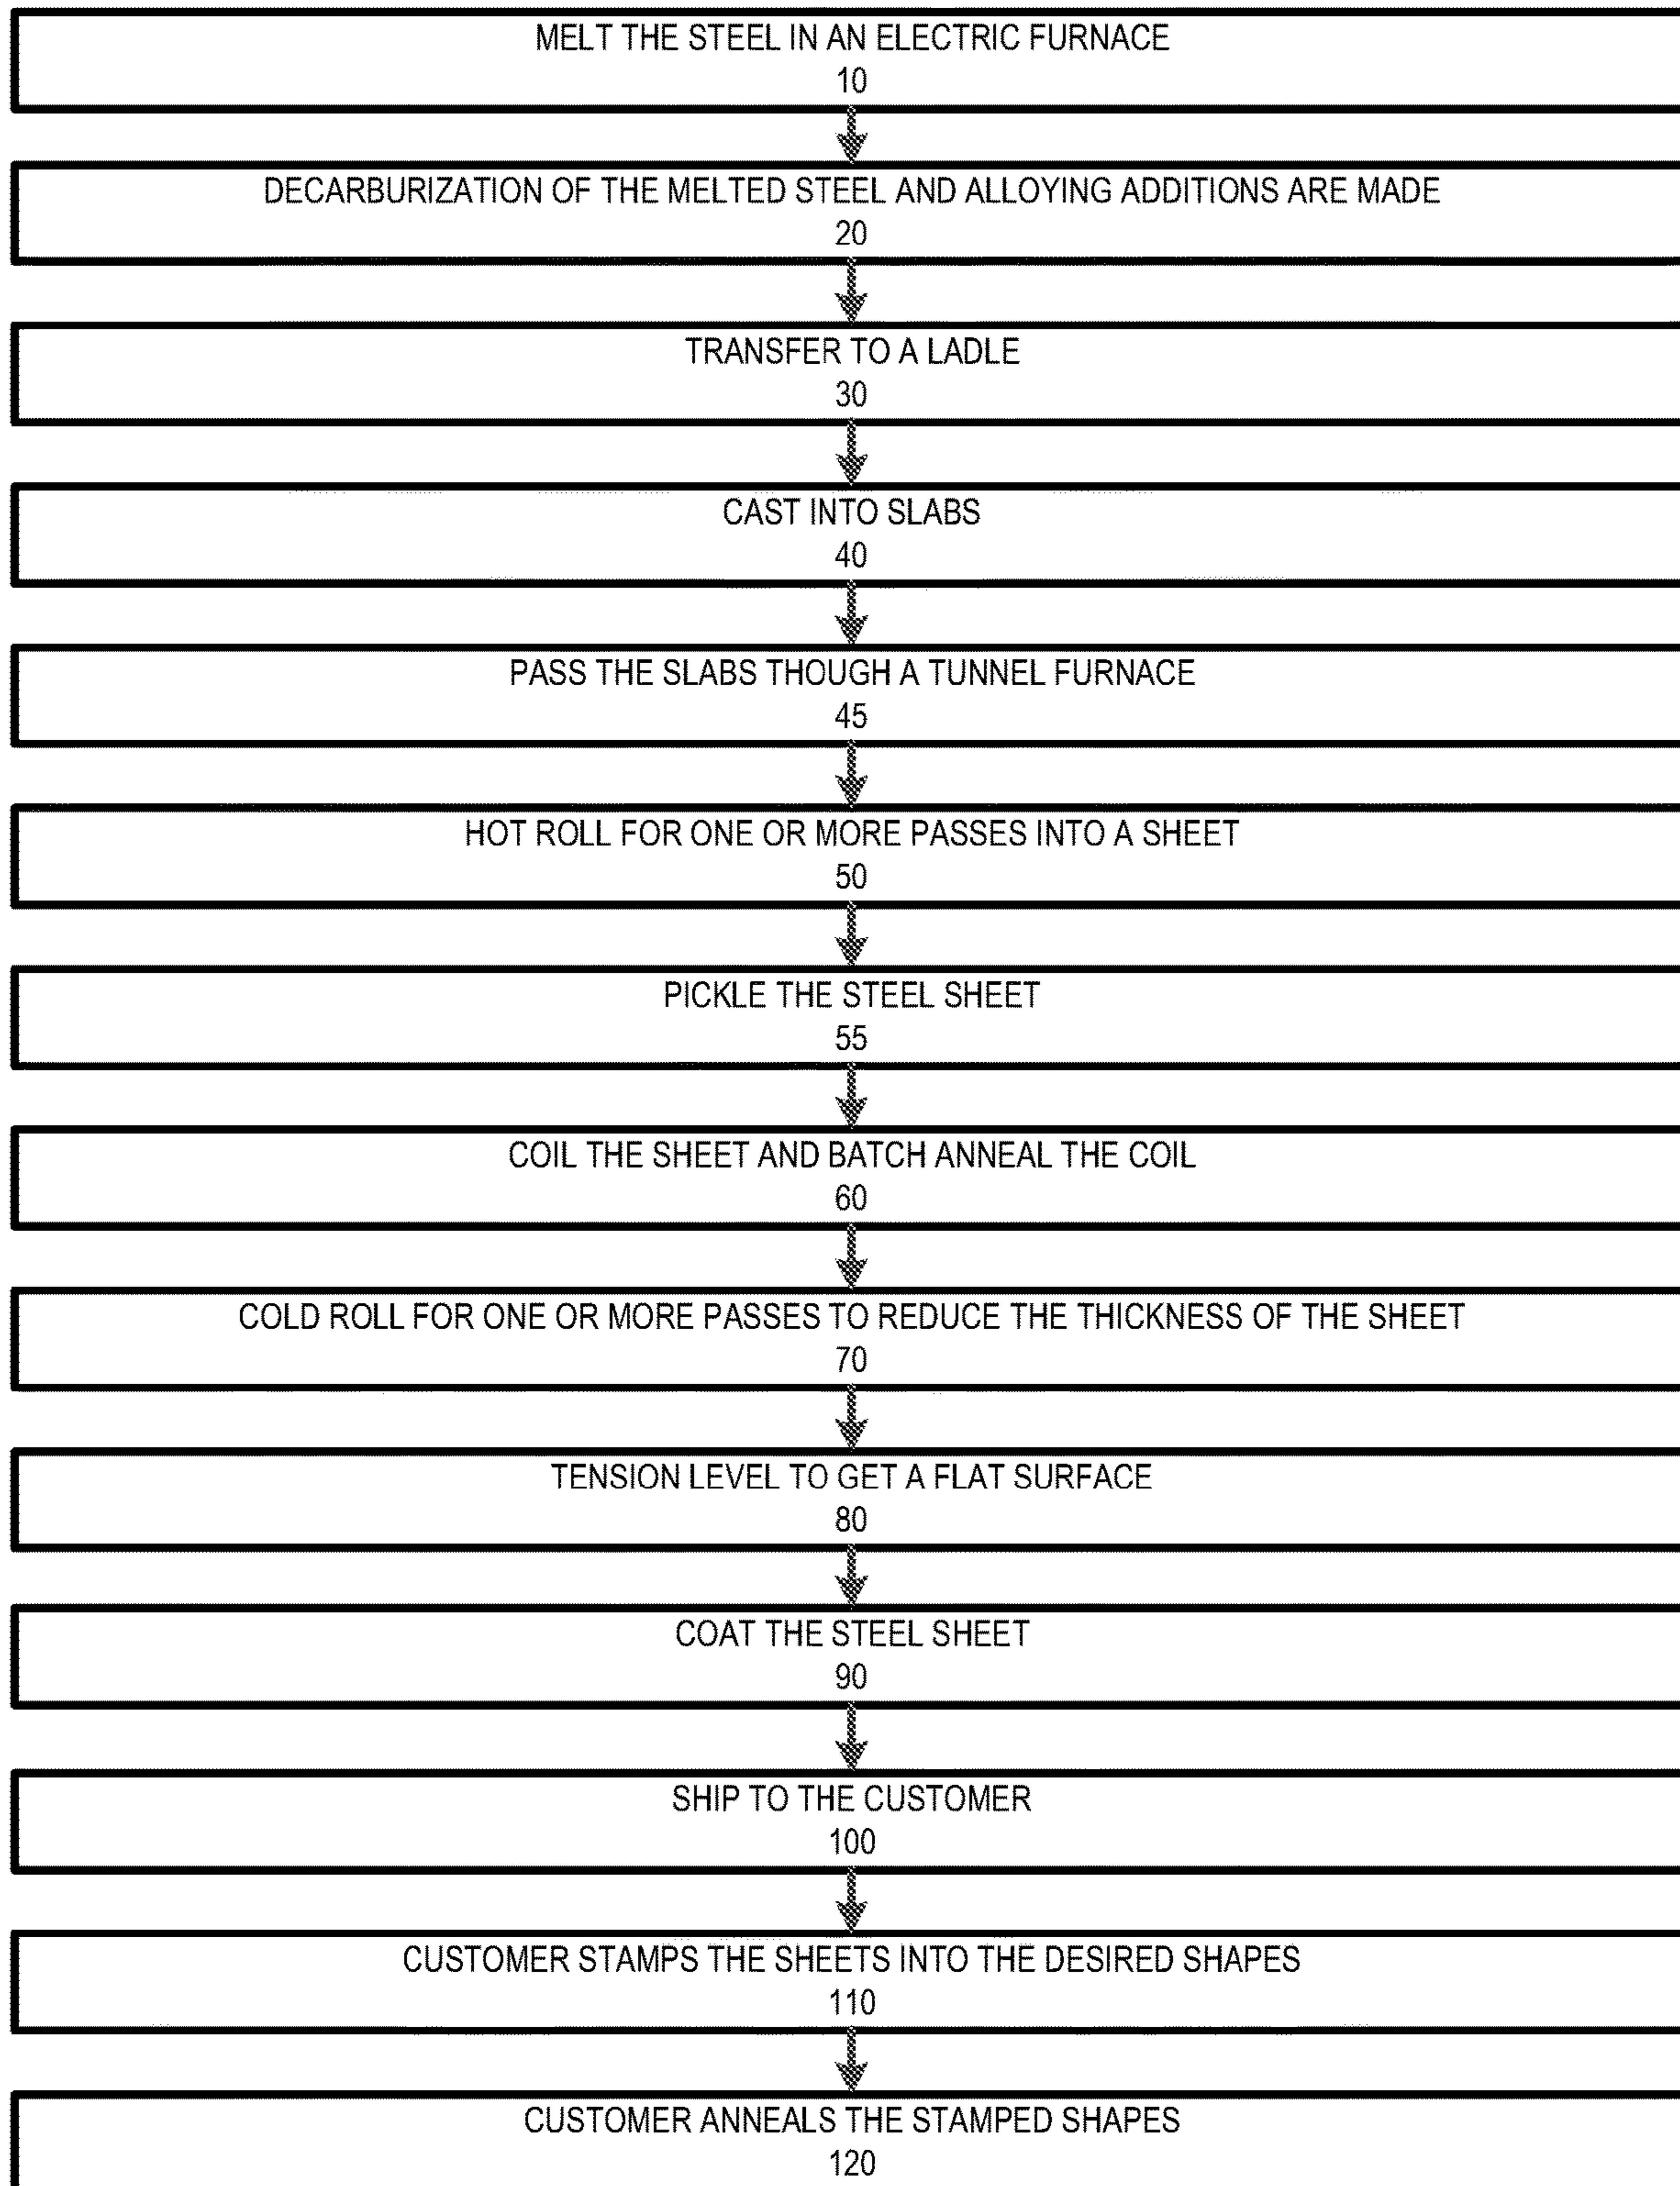 MELT THE STEEL IN AN ELECTRIC FURNACE
10
DECARBURIZATION OF THE MELTED STEEL AND ALLOYING ADDITIONS ARE MADE
20
TRANSFER TO A LADLE
30
CAST INTO SLABS
40
PASS THE SLABS THOUGH A TUNNEL FURNACE
45
HOT ROLL FOR ONE OR MORE PASSES INTO A SHEET
50
PICKLE THE STEEL SHEET
55
COIL THE SHEET AND BATCH ANNEAL THE COIL
60
COLD ROLL FOR ONE OR MORE PASSES TO REDUCE THE THICKNESS OF THE SHEET
70
TENSION LEVEL TO GET A FLAT SURFACE
80
COAT THE STEEL SHEET
90
SHIP TO THE CUSTOMER
100
CUSTOMER STAMPS THE SHEETS INTO THE DESIRED SHAPES
110
CUSTOMER ANNEALS THE STAMPED SHAPES
120